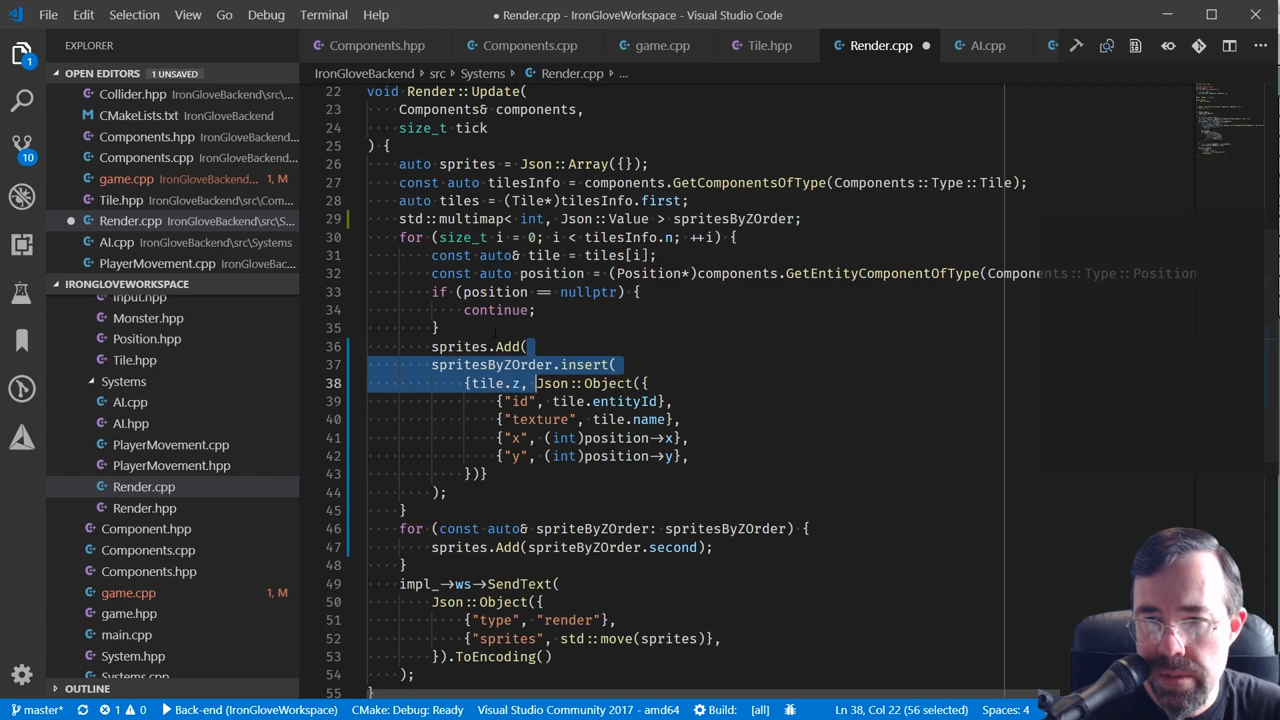 File Edit Selection View Go Debug Terminal Help
● Render.cpp - IronGloveWorkspace - Visual Studio Code
EXPLORER
Components.hpp Components.cpp game.cpp Tile.hpp Render.cpp ● AI.cpp
IronGloveBackend › src › Systems › Render.cpp › ...
1
10
OPEN EDITORS 1 UNSAVED
Collider.hpp IronGloveBackend\src\...
CMakeLists.txt IronGloveBackend
Components.hpp IronGloveBackend\...
Components.cpp IronGloveBackend\...
game.cpp IronGloveBackend... 1, M
Tile.hpp IronGloveBackend\src\Com...
● Render.cpp IronGloveBackend\src\S...
AI.cpp IronGloveBackend\src\Systems
PlayerMovement.cpp IronGloveBacken...
IRONGLOVEWORKSPACE
Input.hpp
Monster.hpp
Position.hpp
Tile.hpp
Systems
AI.cpp
AI.hpp
PlayerMovement.cpp
PlayerMovement.hpp
Render.cpp
Render.hpp
Component.hpp
Components.cpp
Components.hpp
game.cpp 1, M
game.hpp
main.cpp
System.hpp
Systems.cpp
OUTLINE
22 void Render::Update(
23 Components& components,
24 size_t tick
25 ) {
26 auto sprites = Json::Array({});
27 const auto tilesInfo = components.GetComponentsOfType(Components::Type::Tile);
28 auto tiles = (Tile*)tilesInfo.first;
29 std::multimap< int, Json::Value > spritesByZOrder;
30 for (size_t i = 0; i < tilesInfo.n; ++i) {
31 const auto& tile = tiles[i];
32 const auto position = (Position*)components.GetEntityComponentOfType(Components::Type::Position
33 if (position == nullptr) {
34 continue;
35 }
36 sprites.Add(
37 spritesByZOrder.insert(
38 {tile.z, Json::Object({
39 {"id", tile.entityId},
40 {"texture", tile.name},
41 {"x", (int)position->x},
42 {"y", (int)position->y},
43 })}
44 );
45 }
46 for (const auto& spriteByZOrder: spritesByZOrder) {
47 sprites.Add(spriteByZOrder.second);
48 }
49 impl_->ws->SendText(
50 Json::Object({
51 {"type", "render"},
52 {"sprites", std::move(sprites)},
53 }).ToEncoding()
54 );
55 }
master* 1 0 Back-end (IronGloveWorkspace) CMake: Debug: Ready Visual Studio Community 2017 - amd64 Build: [all] Ln 38, Col 22 (56 selected) Spaces: 4